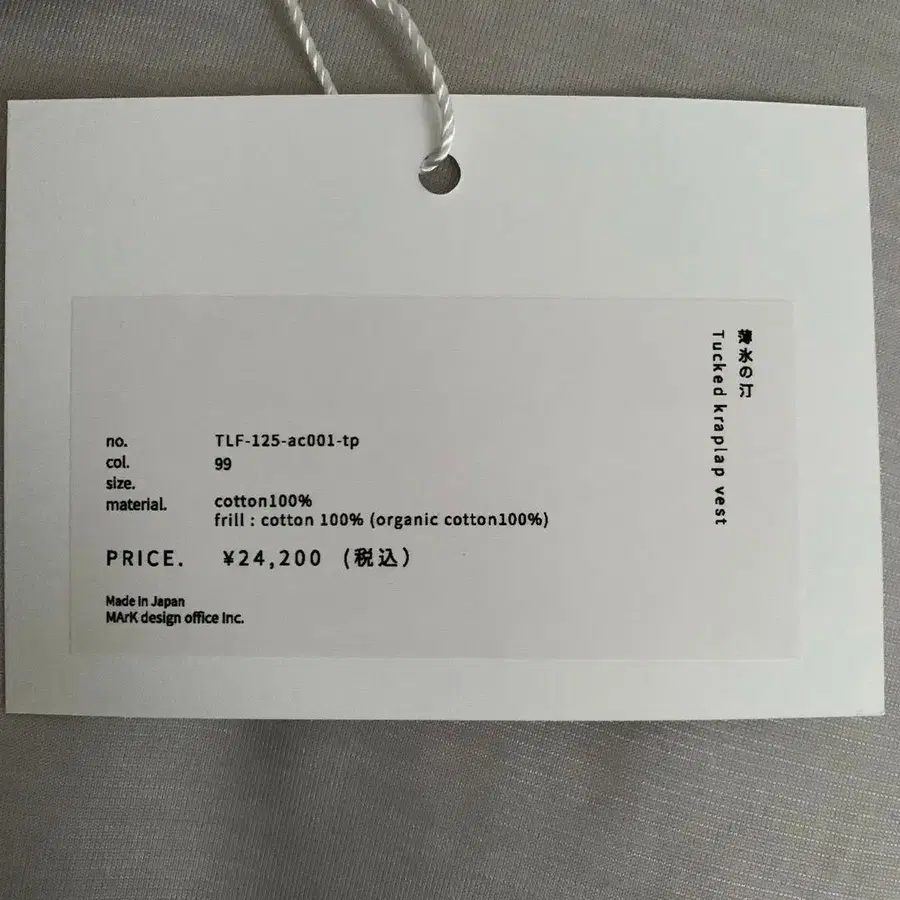 薄氷の汀
Tucked kraplap vest
no. TLF-125-ac001-tp
col. 99
size.
material. cotton100%
frill : cotton 100% (organic cotton100%)
PRICE. ¥24,200 (税込)
Made In Japan
MArK design office Inc.